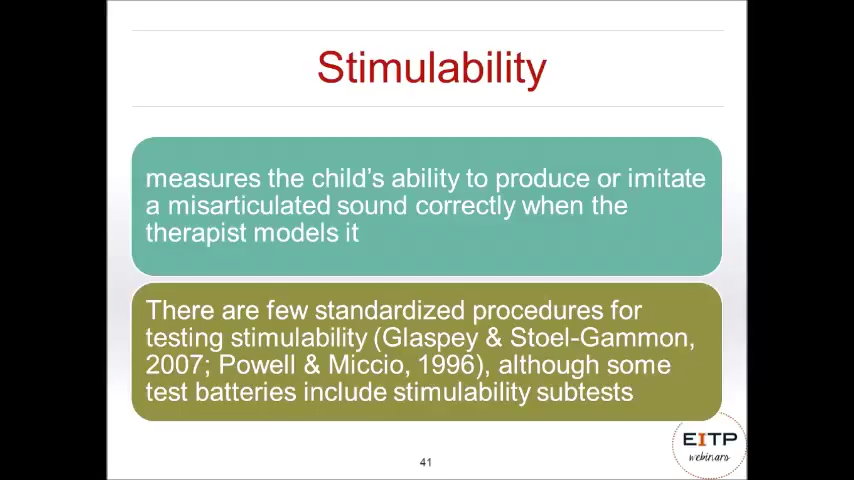 Stimulability
measures the child's ability to produce or imitate
a misarticulated sound correctly when the
therapist models it
There are few standardized procedures for
testing stimulability (Glaspey & Stoel-Gammon,
2007; Powell & Miccio, 1996), although some
test batteries include stimulability subtests
EITP
webinars
41